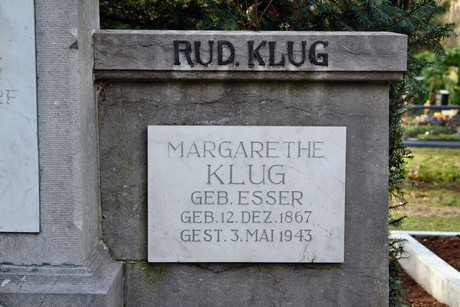 RUD. KLUG
MARGARETHE
KLUG
GEB. ESSER
GEB. 12. DEZ. 1867
GEST. 3. MAI 1943